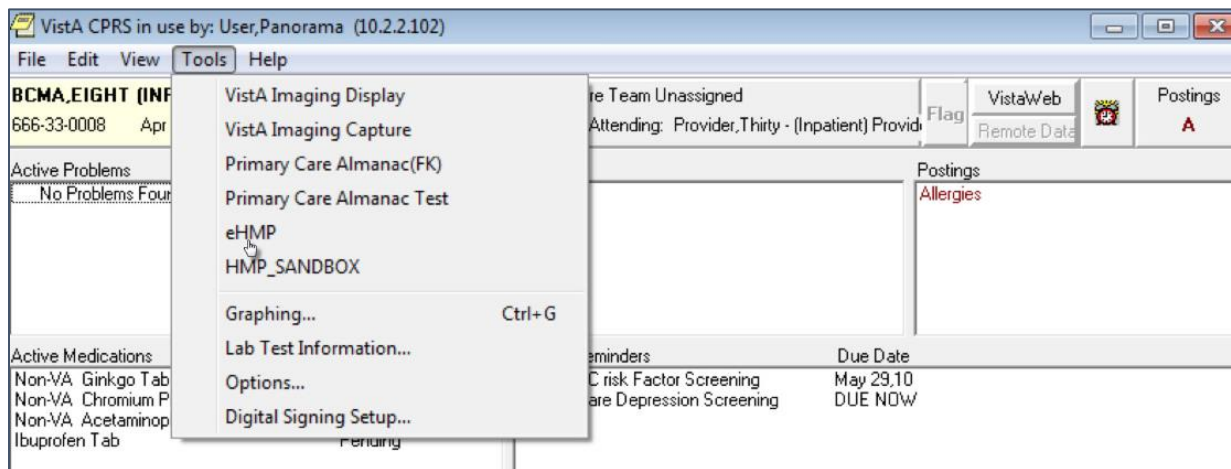 VistA CPRS in use by: User,Panorama (10.2.2.102)
File Edit View Tools Help
BCMA,EIGHT (INP
666-33-0008 Apr
re Team Unassigned
Attending: Provider,Thirty - (Inpatient) Provid
Flag
VistaWeb
Remote Data
Postings
A
VistA Imaging Display
VistA Imaging Capture
Primary Care Almanac(FK)
Primary Care Almanac Test
eHMP
HMP_SANDBOX
Graphing... Ctrl+G
Lab Test Information...
Options...
Digital Signing Setup...
Active Problems
No Problems Foun
Postings
Allergies
Active Medications
Non-VA Ginkgo Tab
Non-VA Chromium P
Non-VA Acetaminop
Ibuprofen Tab Pending
eminders Due Date
C risk Factor Screening May 29,10
are Depression Screening DUE NOW